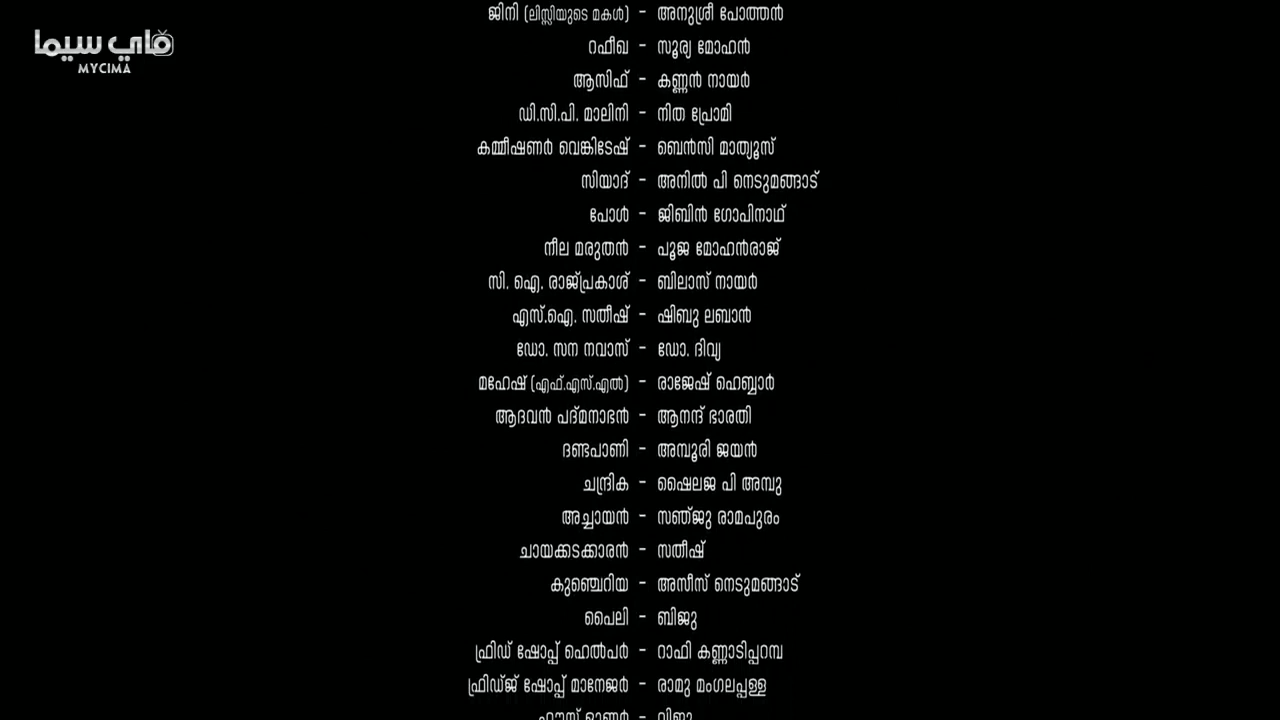 ماي سيما
MYCIMA
ജിനി (ലിസ്സിയുടെ മകൾ) - അനുശ്രീ പോത്തൻ
റഫീഖ - സൂര്യ മോഹൻ
ആസിഫ് - കണ്ണൻ നായർ
ഡി.സി.പി. മാലിനി - നിത പ്രോമി
കമ്മീഷണർ വെങ്കിടേഷ് - ബെൻസി മാത്യൂസ്
സിയാദ് - അനിൽ പി നെടുമങ്ങാട്
പോൾ - ജിബിൻ ഗോപിനാഥ്
നീല മരുതൻ - പൂജ മോഹൻരാജ്
സി. ഐ. രാജ്പ്രകാശ് - ബിലാസ് നായർ
എസ്.ഐ. സതീഷ് - ഷിബു ലബാൻ
ഡോ. സന നവാസ് - ഡോ. ദിവ്യ
മഹേഷ് (എഫ്.എസ്.എൽ) - രാജേഷ് ഹെബ്ബാർ
ആദവൻ പദ്മനാഭൻ - ആനന്ദ് ഭാരതി
ദണ്ടപാണി - അമ്പൂരി ജയൻ
ചന്ദ്രിക - ഷൈലജ പി അമ്പു
അച്ചായൻ - സഞ്ജു രാമപുരം
ചായക്കടക്കാരൻ - സതീഷ്
കുഞ്ചെറിയ - അസീസ് നെടുമങ്ങാട്
പൈലി - ബിജു
ഫ്രിഡ് ഷോപ്പ് ഹെൽപർ - റാഫി കണ്ണാടിപ്പറമ്പ
ഫ്രിഡ്ജ് ഷോപ്പ് മാനേജർ - രാമു മംഗലപ്പള്ള